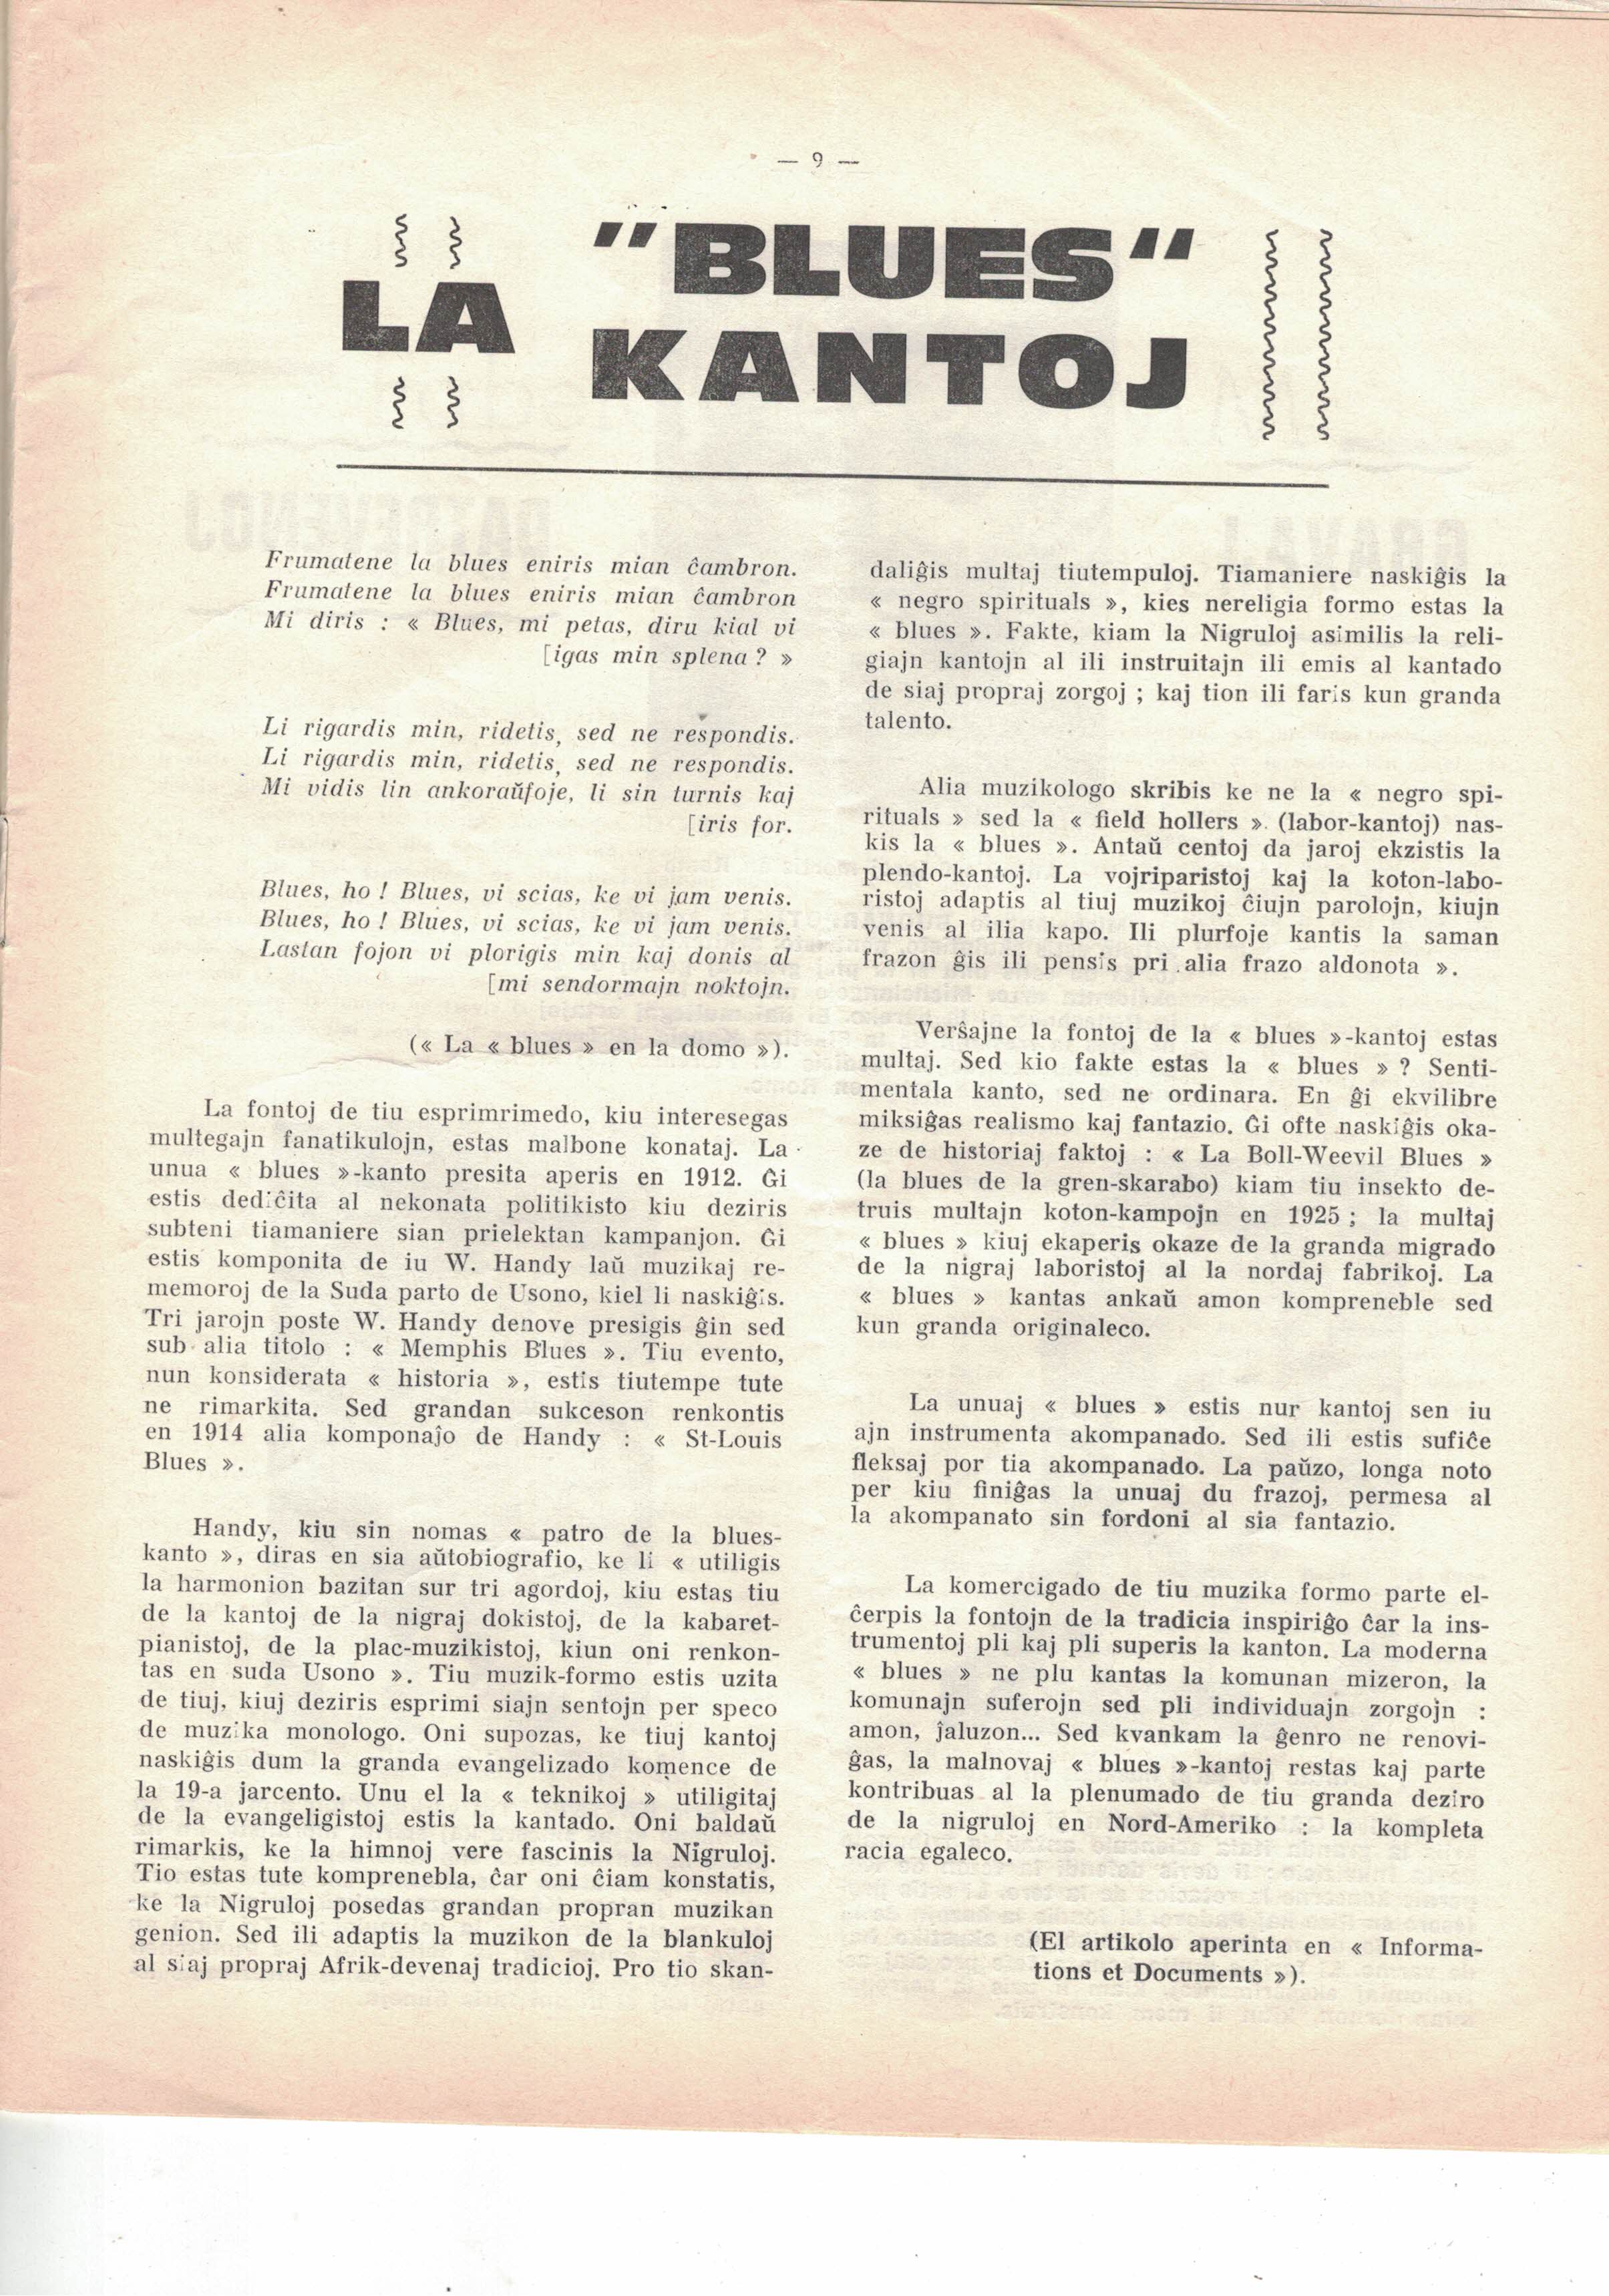 — 9 —
LA
"BLUES"
KANTOJ
Frumatene la blues eniris mian ĉambron.
Frumatene la blues eniris mian ĉambron
Mi diris : « Blues, mi petas, diru kial vi
[igas min splena ? »
Li rigardis min, ridetis, sed ne respondis.
Li rigardis min, ridetis, sed ne respondis.
Mi vidis lin ankoraŭfoje, li sin turnis kaj
[iris for.
Blues, ho ! Blues, vi scias, ke vi jam venis.
Blues, ho ! Blues, vi scias, ke vi jam venis.
Lastan fojon vi plorigis min kaj donis al
[mi sendormajn noktojn.
(« La « blues » en la domo »).
La fontoj de tiu esprimrimedo, kiu interesegas
multegajn fanatikulojn, estas malbone konataj. La
unua « blues »-kanto presita aperis en 1912. Ĝi
estis dediĉita al nekonata politikisto kiu deziris
subteni tiamaniere sian prielektan kampanjon. Ĝi
estis komponita de iu W. Handy laŭ muzikaj re-
memoroj de la Suda parto de Usono, kiel li naskiĝis.
Tri jarojn poste W. Handy denove presigis ĝin sed
sub alia titolo : « Memphis Blues ». Tiu evento,
nun konsiderata « historia », estis tiutempe tute
ne rimarkita. Sed grandan sukceson renkontis
en 1914 alia komponaĵo de Handy : « St-Louis
Blues ».
Handy, kiu sin nomas « patro de la blues-
kanto », diras en sia aŭtobiografio, ke li « utiligis
la harmonion bazitan sur tri agordoj, kiu estas tiu
de la kantoj de la nigraj dokistoj, de la kabaret-
pianistoj, de la plac-muzikistoj, kiun oni renkon-
tas en suda Usono ». Tiu muzik-formo estis uzita
de tiuj, kiuj deziris esprimi siajn sentojn per speco
de muzika monologo. Oni supozas, ke tiuj kantoj
naskiĝis dum la granda evangelizado komence de
la 19-a jarcento. Unu el la « teknikoj » utiligitaj
de la evangeligistoj estis la kantado. Oni baldaŭ
rimarkis, ke la himnoj vere fascinis la Nigruloj.
Tio estas tute komprenebla, ĉar oni ĉiam konstatis,
ke la Nigruloj posedas grandan propran muzikan
genion. Sed ili adaptis la muzikon de la blankuloj
al siaj propraj Afrik-devenaj tradicioj. Pro tio skan-
daliĝis multaj tiutempuloj. Tiamaniere naskiĝis la
« negro spirituals », kies nereligia formo estas la
« blues ». Fakte, kiam la Nigruloj asimilis la reli-
giajn kantojn al ili instruitajn ili emis al kantado
de siaj propraj zorgoj ; kaj tion ili faris kun granda
talento.
Alia muzikologo skribis ke ne la « negro spi-
rituals » sed la « field hollers ». (labor-kantoj) nas-
kis la « blues ». Antaŭ centoj da jaroj ekzistis la
plendo-kantoj. La vojriparistoj kaj la koton-labo-
ristoj adaptis al tiuj muzikoj ĉiujn parolojn, kiujn
venis al ilia kapo. Ili plurfoje kantis la saman
frazon ĝis ili pensis pri alia frazo aldonota ».
Verŝajne la fontoj de la « blues »-kantoj estas
multaj. Sed kio fakte estas la « blues » ? Senti-
mentala kanto, sed ne ordinara. En ĝi ekvilibre
miksiĝas realismo kaj fantazio. Ĝi ofte naskiĝis oka-
ze de historiaj faktoj : « La Boll-Weevil Blues »
(la blues de la gren-skarabo) kiam tiu insekto de-
truis multajn koton-kampojn en 1925 ; la multaj
« blues » kiuj ekaperis okaze de la granda migrado
de la nigraj laboristoj al la nordaj fabrikoj. La
« blues » kantas ankaŭ amon kompreneble sed
kun granda originaleco.
La unuaj « blues » estis nur kantoj sen iu
ajn instrumenta akompanado. Sed ili estis sufiĉe
fleksaj por tia akompanado. La paŭzo, longa noto
per kiu finiĝas la unuaj du frazoj, permesa al
la akompanato sin fordoni al sia fantazio.
La komercigado de tiu muzika formo parte el-
ĉerpis la fontojn de la tradicia inspiriĝo ĉar la ins-
trumentoj pli kaj pli superis la kanton. La moderna
« blues » ne plu kantas la komunan mizeron, la
komunajn suferojn sed pli individuajn zorgojn :
amon, ĵaluzon... Sed kvankam la ĝenro ne renovi-
ĝas, la malnovaj « blues »-kantoj restas kaj parte
kontribuas al la plenumado de tiu granda deziro
de la nigruloj en Nord-Ameriko : la kompleta
racia egaleco.
(El artikolo aperinta en « Informa-
tions et Documents »).